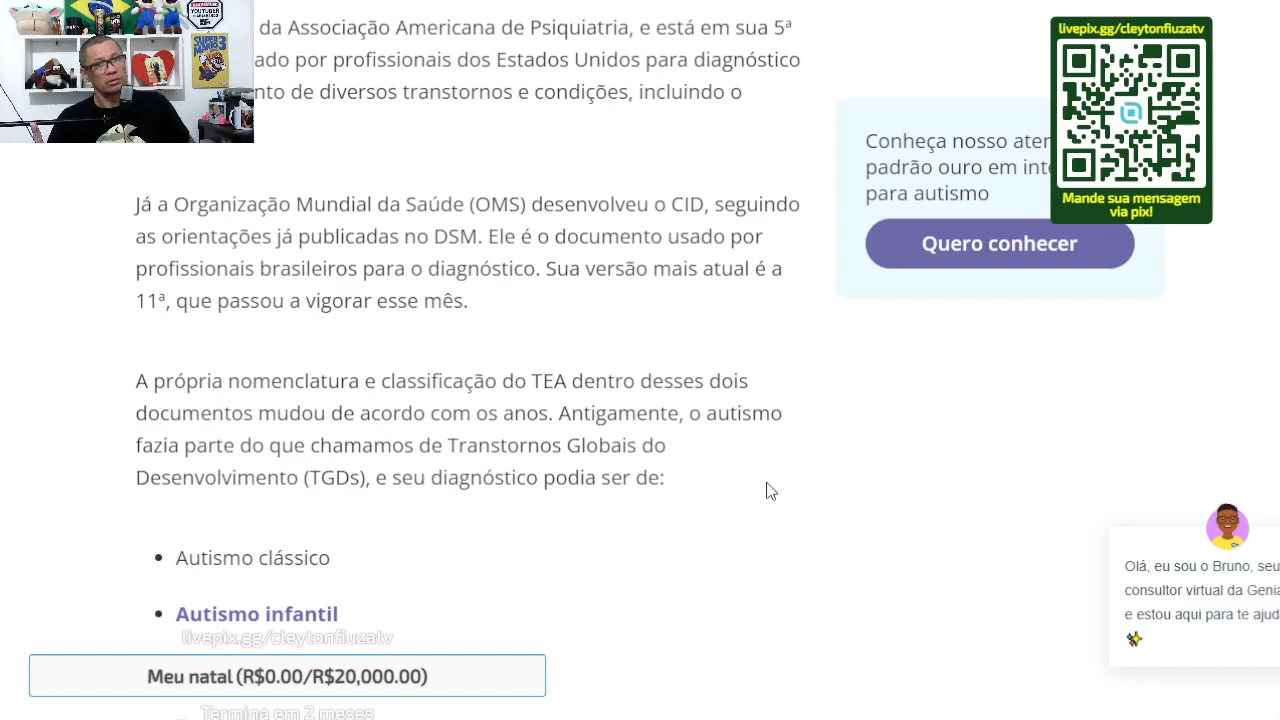 da Associação Americana de Psiquiatria, e está em sua 5ª
ado por profissionais dos Estados Unidos para diagnóstico
nto de diversos transtornos e condições, incluindo o
YOUTUBER
SUPER
MARIO BROS 3
livepix.gg/cleytonfiuzatv
Mande sua mensagem
via pix!
Conheça nosso aten
padrão ouro em inte
para autismo
Quero conhecer
Já a Organização Mundial da Saúde (OMS) desenvolveu o CID, seguindo
as orientações já publicadas no DSM. Ele é o documento usado por
profissionais brasileiros para o diagnóstico. Sua versão mais atual é a
11ª, que passou a vigorar esse mês.
A própria nomenclatura e classificação do TEA dentro desses dois
documentos mudou de acordo com os anos. Antigamente, o autismo
fazia parte do que chamamos de Transtornos Globais do
Desenvolvimento (TGDs), e seu diagnóstico podia ser de:
Autismo clássico
Autismo infantil
livepix.gg/cleytonfiuzatv
Meu natal (R$0.00/R$20,000.00)
Termina em 2 meses
Olá, eu sou o Bruno, seu
consultor virtual da Genia
e estou aqui para te ajud